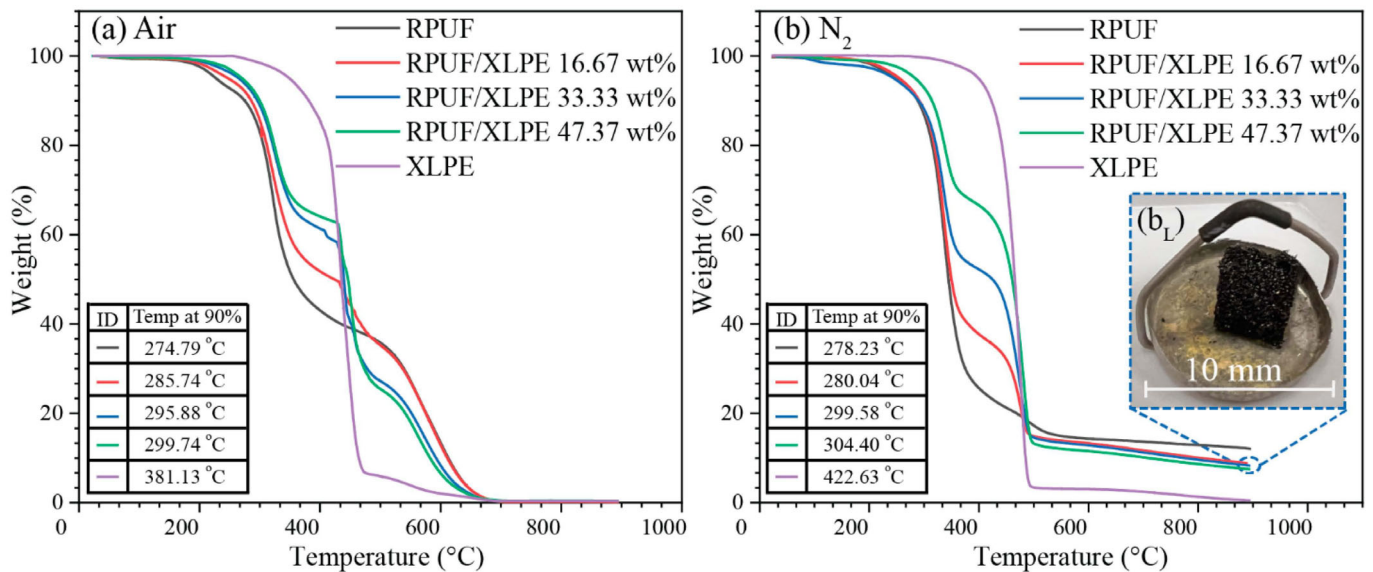 (a) Air
RPUF
RPUF/XLPE 16.67 wt%
RPUF/XLPE 33.33 wt%
RPUF/XLPE 47.37 wt%
XLPE
100
80
60
40
20
0
Weight (%)
ID Temp at 90%
274.79 °C
285.74 °C
295.88 °C
299.74 °C
381.13 °C
0 200 400 600 800 1000
Temperature (°C)
(b) N₂
RPUF
RPUF/XLPE 16.67 wt%
RPUF/XLPE 33.33 wt%
RPUF/XLPE 47.37 wt%
XLPE
100
80
60
40
20
0
Weight (%)
(b_L)
10 mm
ID Temp at 90%
278.23 °C
280.04 °C
299.58 °C
304.40 °C
422.63 °C
0 200 400 600 800 1000
Temperature (°C)